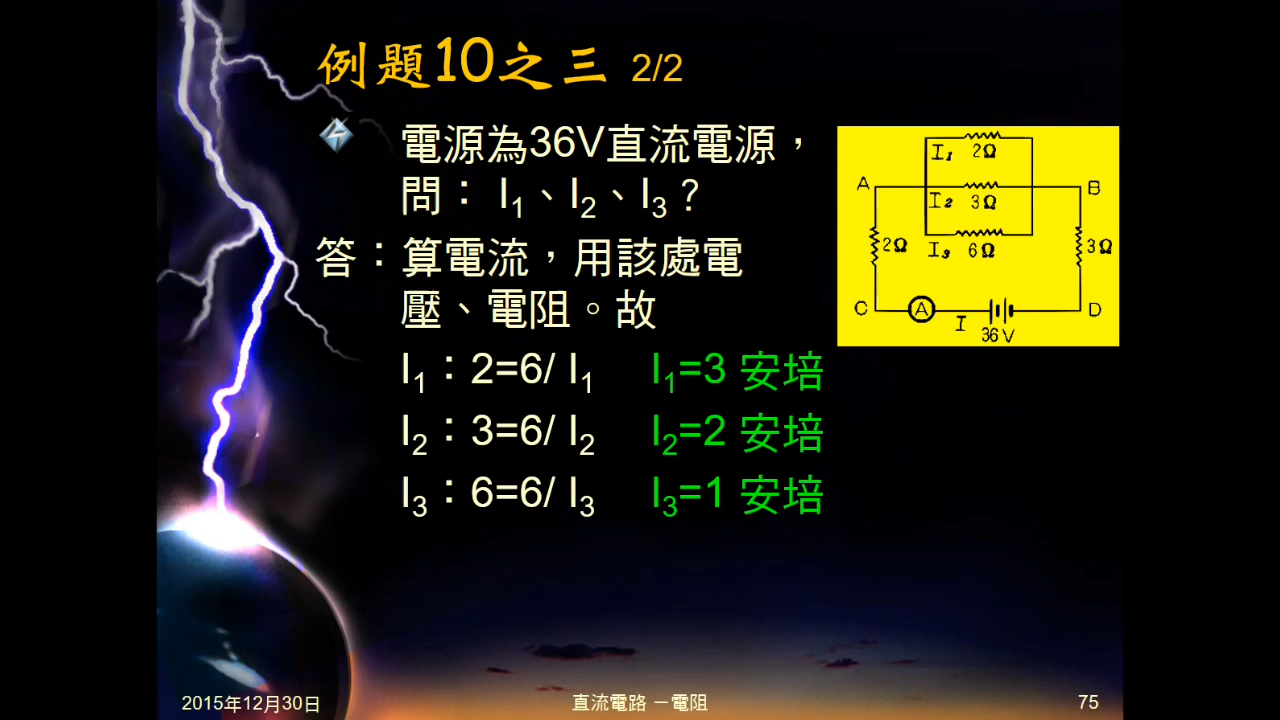 例題10之三 2/2
電源為36V直流電源，
問： I1、I2、I3？
答：算電流，用該處電
壓、電阻。故
I1：2=6/ I1 I1=3 安培
I2：3=6/ I2 I2=2 安培
I3：6=6/ I3 I3=1 安培
I1 2Ω
A B
I2 3Ω
2Ω I3 6Ω 3Ω
C A I D
36V
2015年12月30日 直流電路 －電阻 75